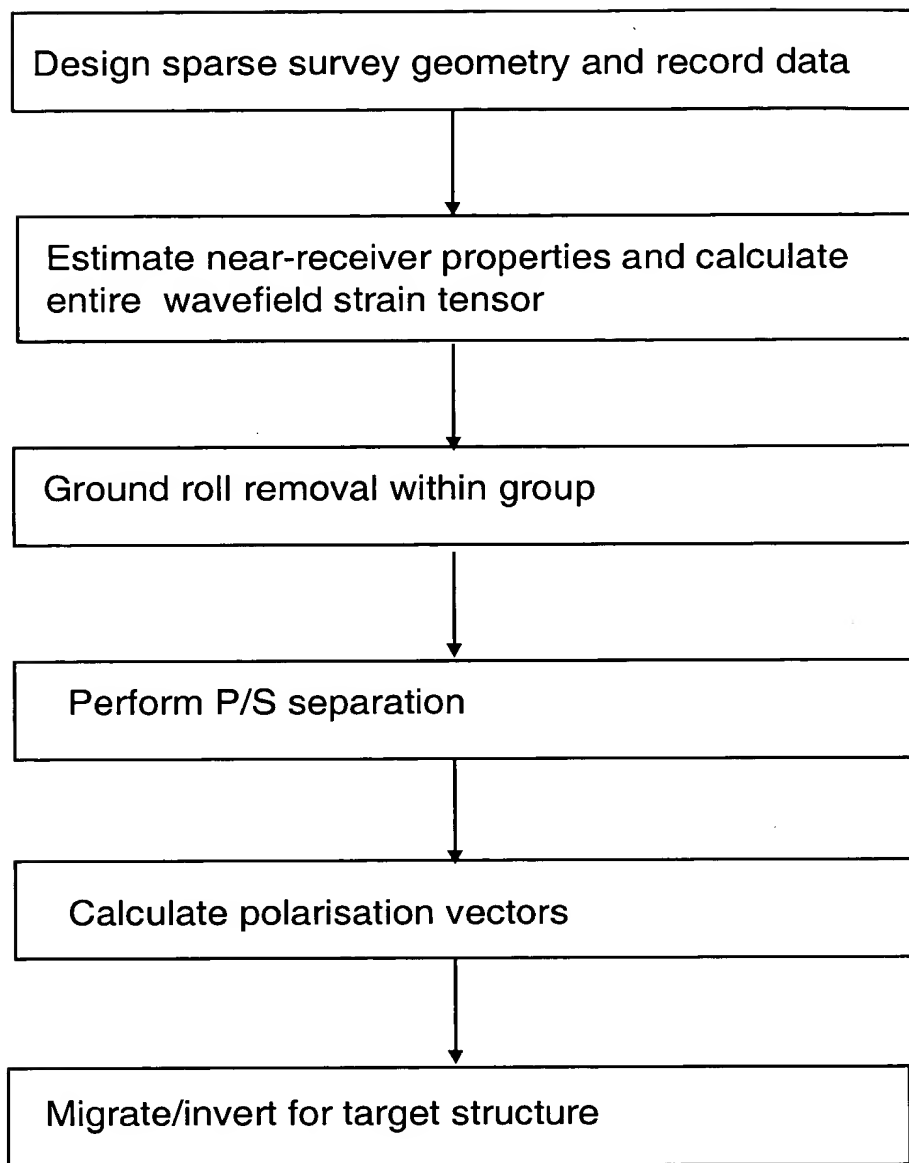 Design sparse survey geometry and record data
Estimate near-receiver properties and calculate
entire wavefield strain tensor
Ground roll removal within group
Perform P/S separation
Calculate polarisation vectors
Migrate/invert for target structure